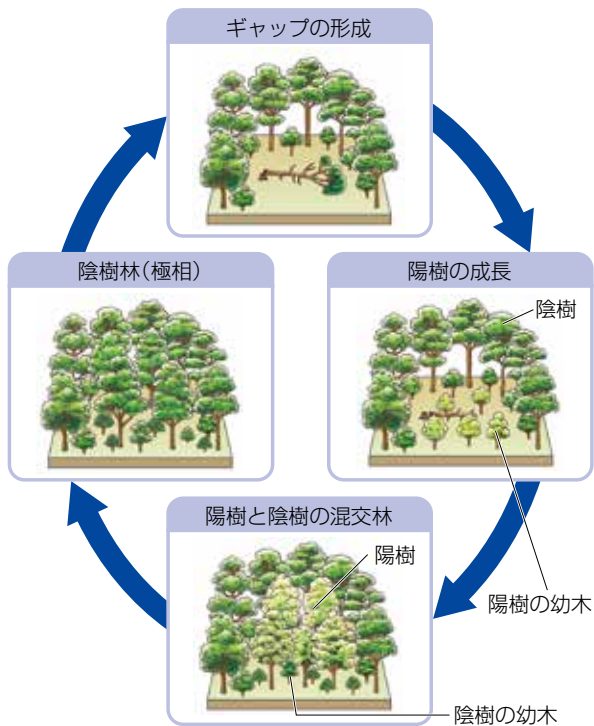 ギャップの形成
陰樹林(極相)
陽樹の成長
陰樹
陽樹と陰樹の混交林
陽樹
陽樹の幼木
陰樹の幼木